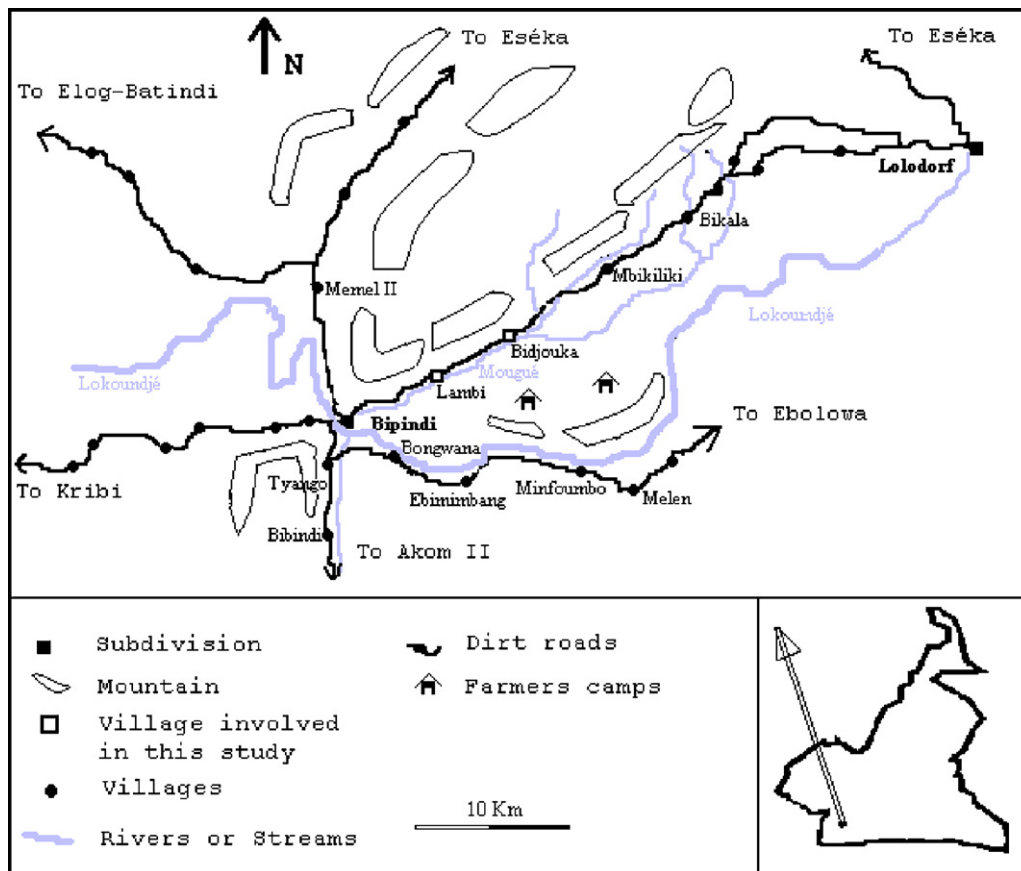 To Eséka
To Eséka
N
To Elog-Batindi
Lolodorf
Bikala
Mbikiliki
Memel II
Lokoundjé
Bidjouka
Mougué
Lokoundjé
Lambi
To Ebolowa
Bipindi
Bongwana
Tyango
To Kribi
Ebimimbang
Minfoumbo
Melen
Bibindi
To Akom II
Subdivision
Mountain
Village involved
in this study
Villages
Rivers or Streams
Dirt roads
Farmers camps
10 Km